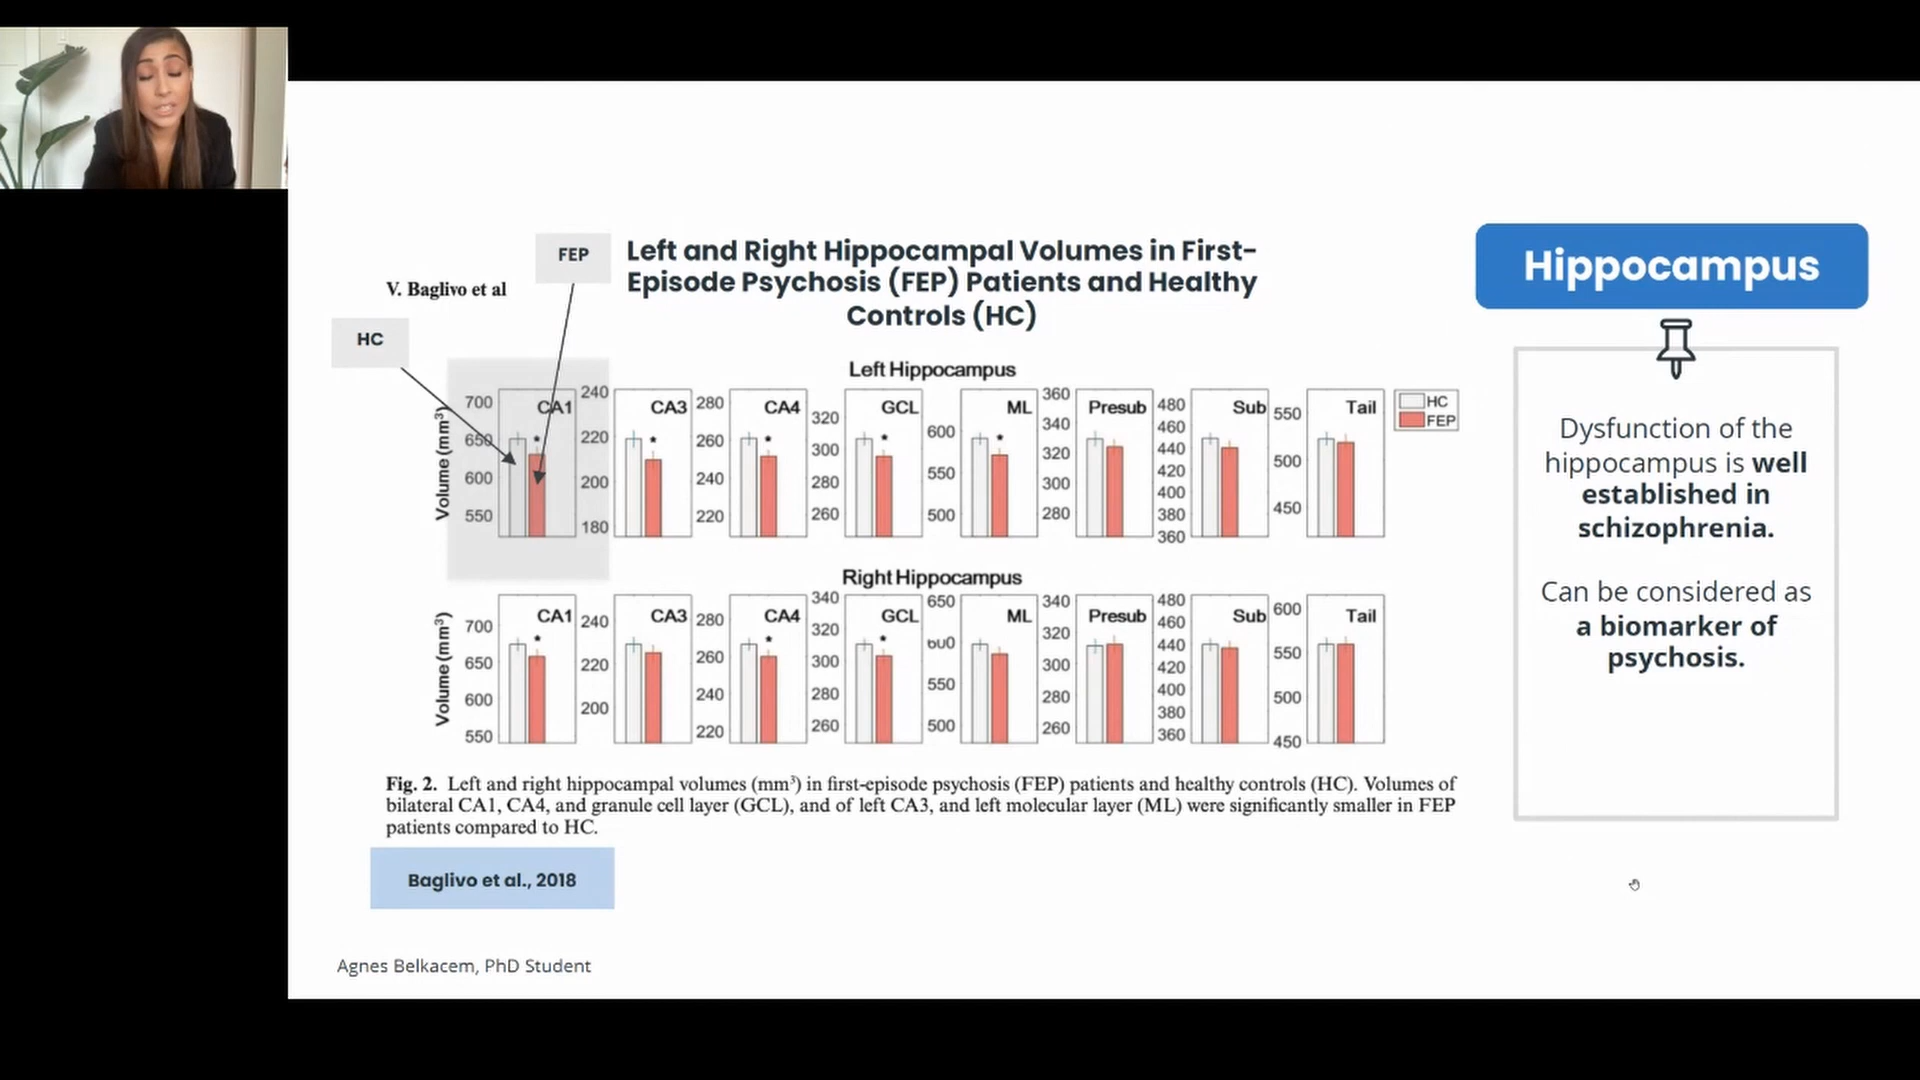 FEP
Left and Right Hippocampal Volumes in First-
Episode Psychosis (FEP) Patients and Healthy
Controls (HC)
V. Baglivo et al
HC
Left Hippocampus
Volume (mm³)
700
650
600
550
CA1
*
240
220
200
180
CA3
*
280
260
240
220
CA4
*
320
300
280
260
GCL
*
600
550
500
ML
*
360
340
320
300
280
Presub
480
460
440
420
400
380
360
Sub
550
500
450
Tail
HC
FEP
Right Hippocampus
Volume (mm³)
700
650
600
550
CA1
*
240
220
200
CA3
280
260
240
220
CA4
*
340
320
300
280
260
GCL
*
650
600
550
500
ML
340
320
300
280
260
Presub
480
460
440
420
400
380
360
Sub
600
550
500
450
Tail
Fig. 2. Left and right hippocampal volumes (mm³) in first-episode psychosis (FEP) patients and healthy controls (HC). Volumes of
bilateral CA1, CA4, and granule cell layer (GCL), and of left CA3, and left molecular layer (ML) were significantly smaller in FEP
patients compared to HC.
Baglivo et al., 2018
Agnes Belkacem, PhD Student
Hippocampus
Dysfunction of the
hippocampus is well
established in
schizophrenia.
Can be considered as
a biomarker of
psychosis.